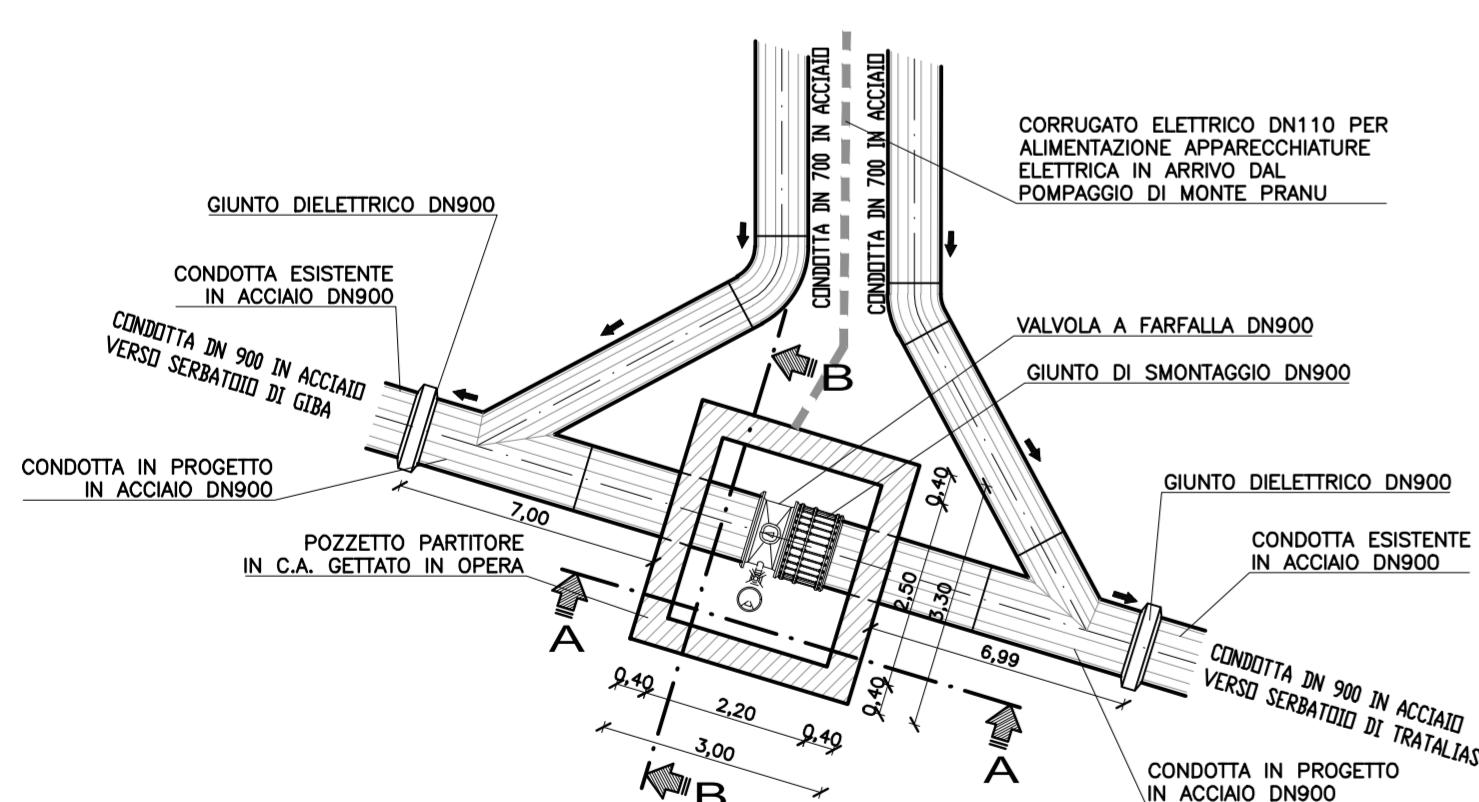 CONDOTTA DN 700 IN ACCIAIO
CONDOTTA DN 700 IN ACCIAIO
CORRUGATO ELETTRICO DN110 PER
ALIMENTAZIONE APPARECCHIATURE
ELETTRICA IN ARRIVO DAL
POMPAGGIO DI MONTE PRANU
GIUNTO DIELETTRICO DN900
CONDOTTA ESISTENTE
IN ACCIAIO DN900
CONDOTTA DN 900 IN ACCIAIO
VERSO SERBATOIO DI GIBA
VALVOLA A FARFALLA DN900
GIUNTO DI SMONTAGGIO DN900
B
CONDOTTA IN PROGETTO
IN ACCIAIO DN900
7,00
POZZETTO PARTITORE
IN C.A. GETTATO IN OPERA
0,40
2,50
3,30
0,40
GIUNTO DIELETTRICO DN900
CONDOTTA ESISTENTE
IN ACCIAIO DN900
A
6,99
0,40
2,20
0,40
3,00
B
A
CONDOTTA DN 900 IN ACCIAIO
VERSO SERBATOIO DI TRATALIAS
CONDOTTA IN PROGETTO
IN ACCIAIO DN900